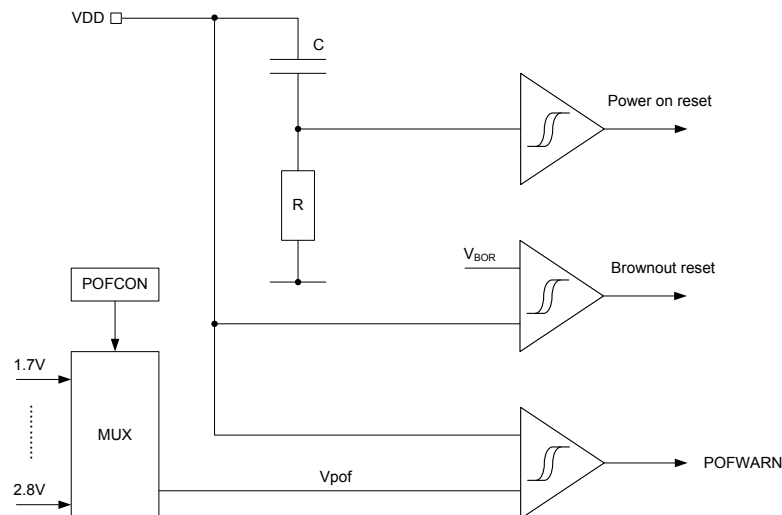 VDD
C
Power on reset
R
VBOR
Brownout reset
POFCON
1.7V
MUX
Vpof
POFWARN
2.8V